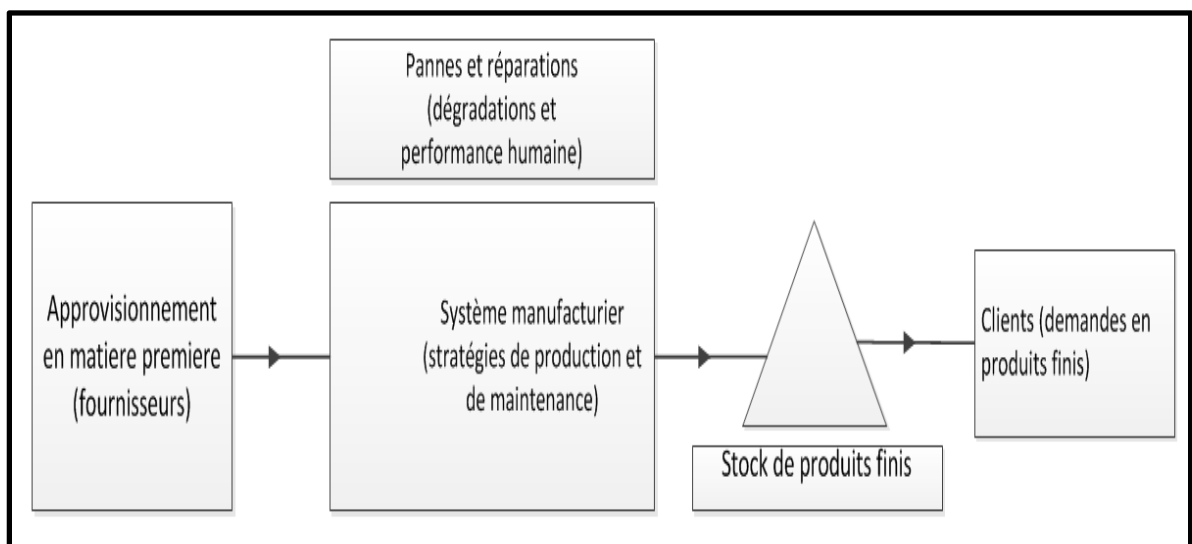 Pannes et réparations
(dégradations et
performance humaine)
Approvisionnement
en matiere premiere
(fournisseurs)
Système manufacturier
(stratégies de production et
de maintenance)
Stock de produits finis
Clients (demandes en
produits finis)